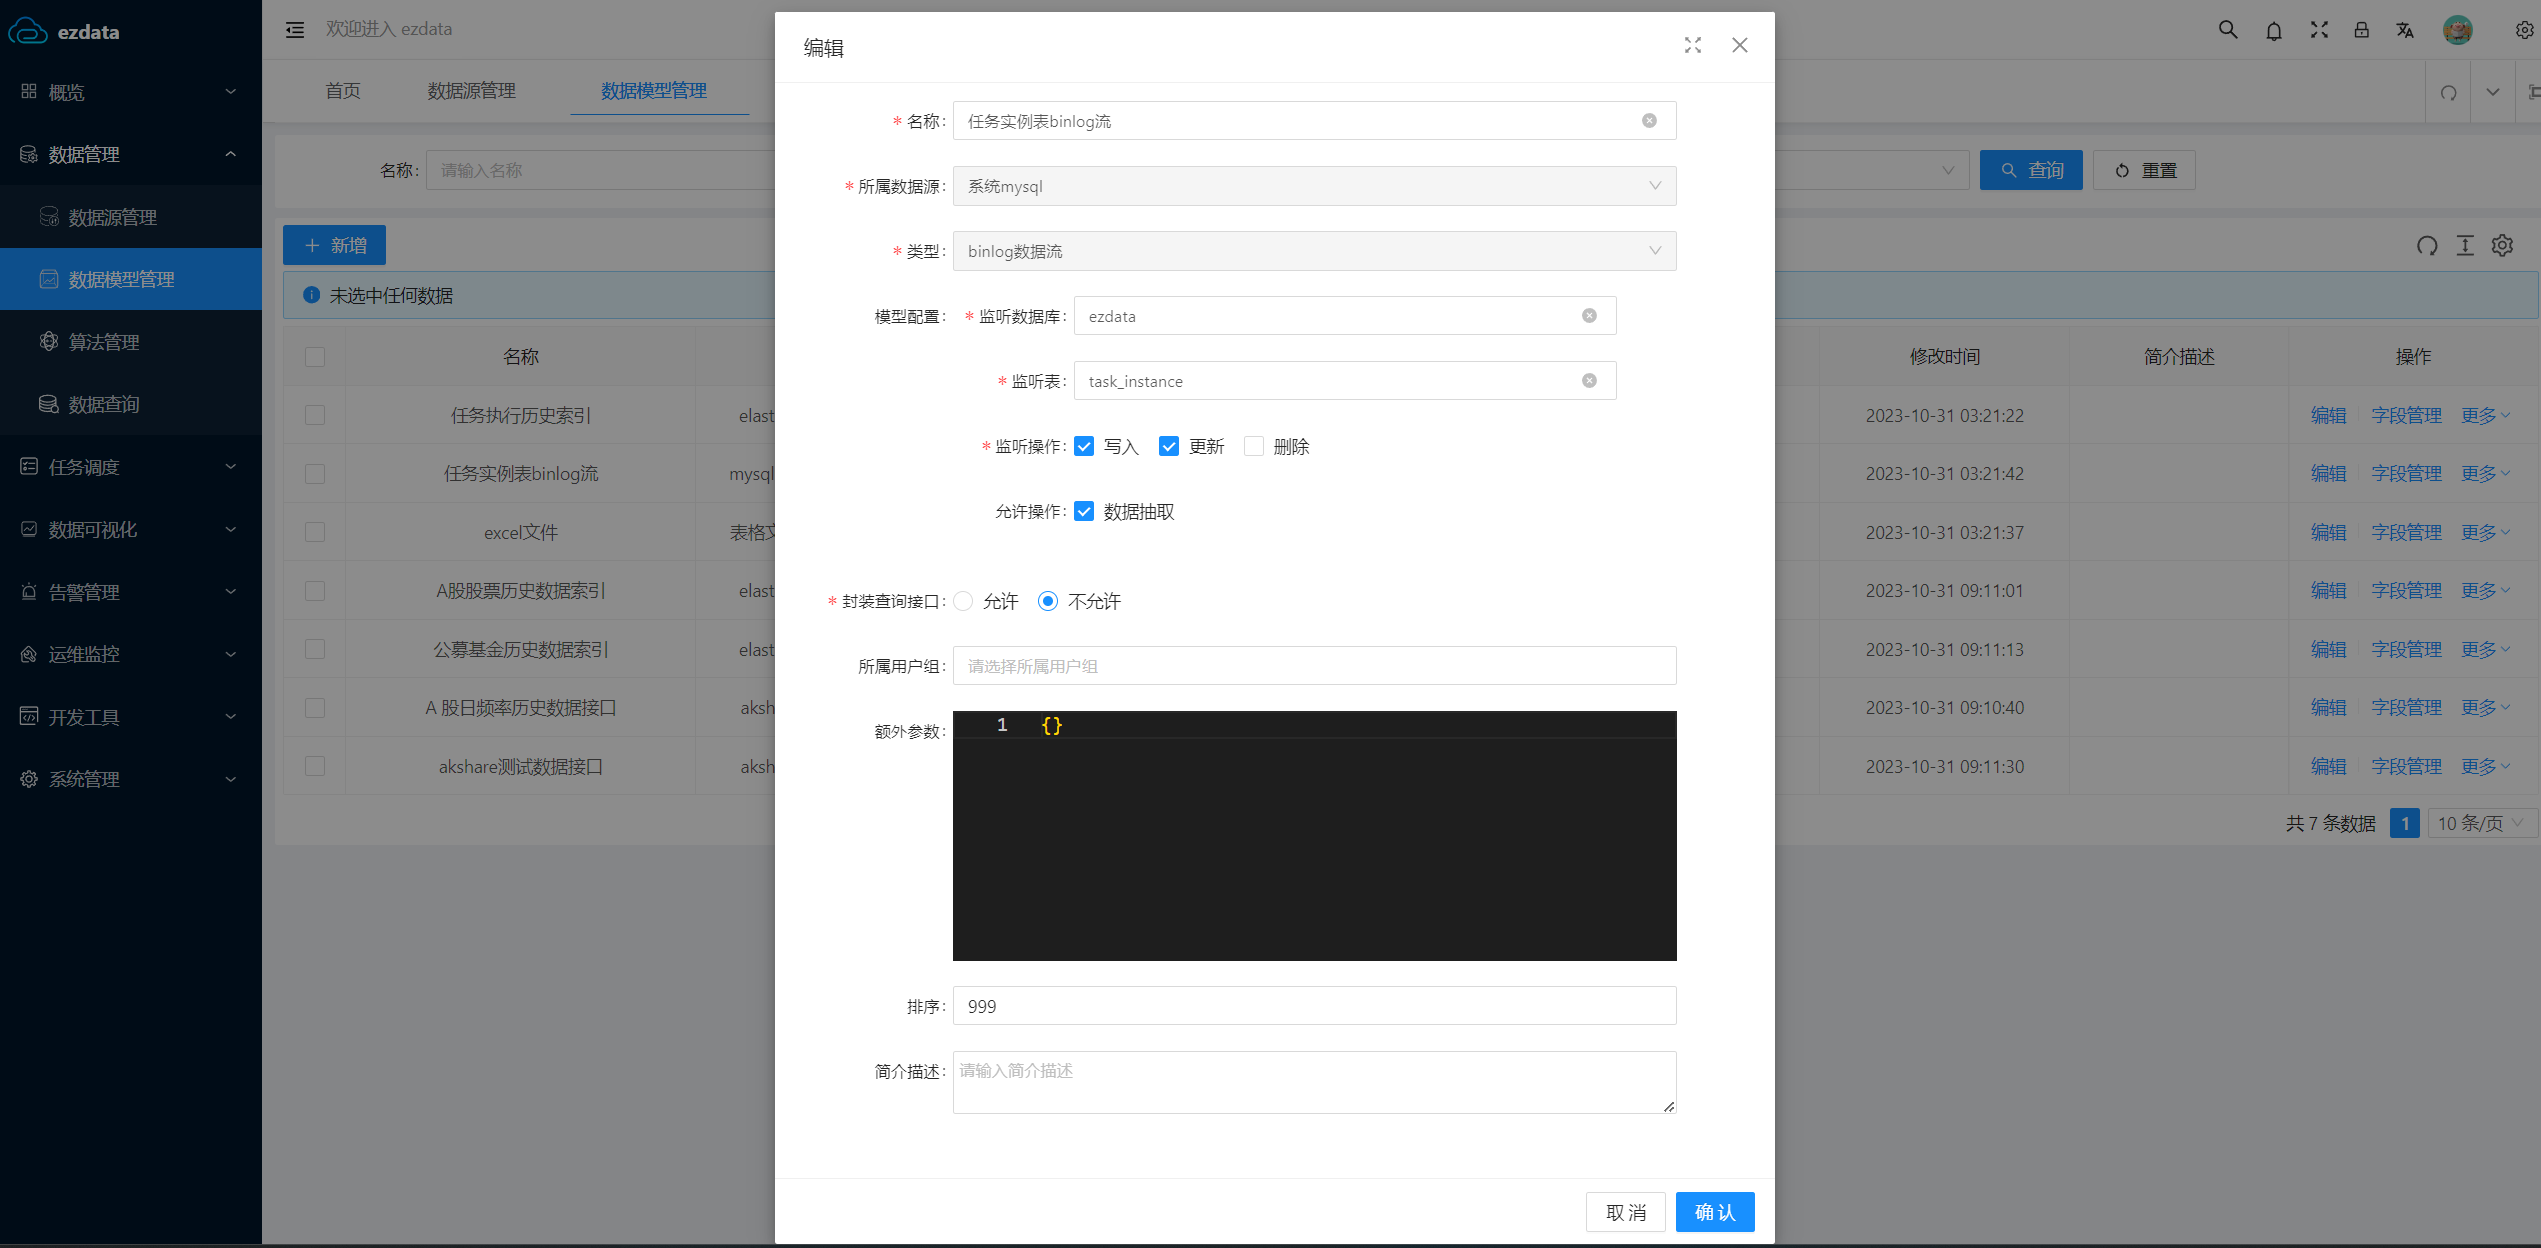 ezdata
概览
数据管理
数据源管理
数据模型管理
算法管理
数据查询
任务调度
数据可视化
告警管理
运维监控
开发工具
系统管理
欢迎进入 ezdata
首页
数据源管理
数据模型管理
名称:
请输入名称
查询
重置
新增
未选中任何数据
名称
修改时间
简介描述
操作
任务执行历史索引
elast
2023-10-31 03:21:22
编辑
字段管理
更多
任务实例表binlog流
mysql
2023-10-31 03:21:42
编辑
字段管理
更多
excel文件
表格文
2023-10-31 03:21:37
编辑
字段管理
更多
A股股票历史数据索引
elast
2023-10-31 09:11:01
编辑
字段管理
更多
公募基金历史数据索引
elast
2023-10-31 09:11:13
编辑
字段管理
更多
A 股日频率历史数据接口
aksh
2023-10-31 09:10:40
编辑
字段管理
更多
akshare测试数据接口
aksh
2023-10-31 09:11:30
编辑
字段管理
更多
共 7 条数据
1
10 条/页
编辑
* 名称:
任务实例表binlog流
* 所属数据源:
系统mysql
* 类型:
binlog数据流
模型配置:
* 监听数据库:
ezdata
* 监听表:
task_instance
* 监听操作:
写入
更新
删除
允许操作:
数据抽取
* 封装查询接口:
允许
不允许
所属用户组:
请选择所属用户组
额外参数:
1
{}
排序:
999
简介描述:
请输入简介描述
取 消
确 认